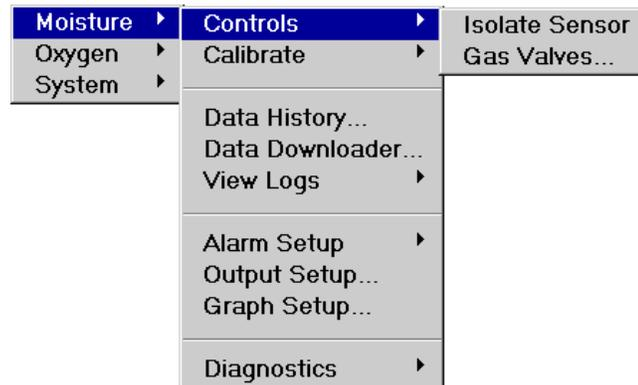 Moisture
Oxygen
System
Controls
Calibrate
Data History...
Data Downloader...
View Logs
Alarm Setup
Output Setup...
Graph Setup...
Diagnostics
Isolate Sensor
Gas Valves...